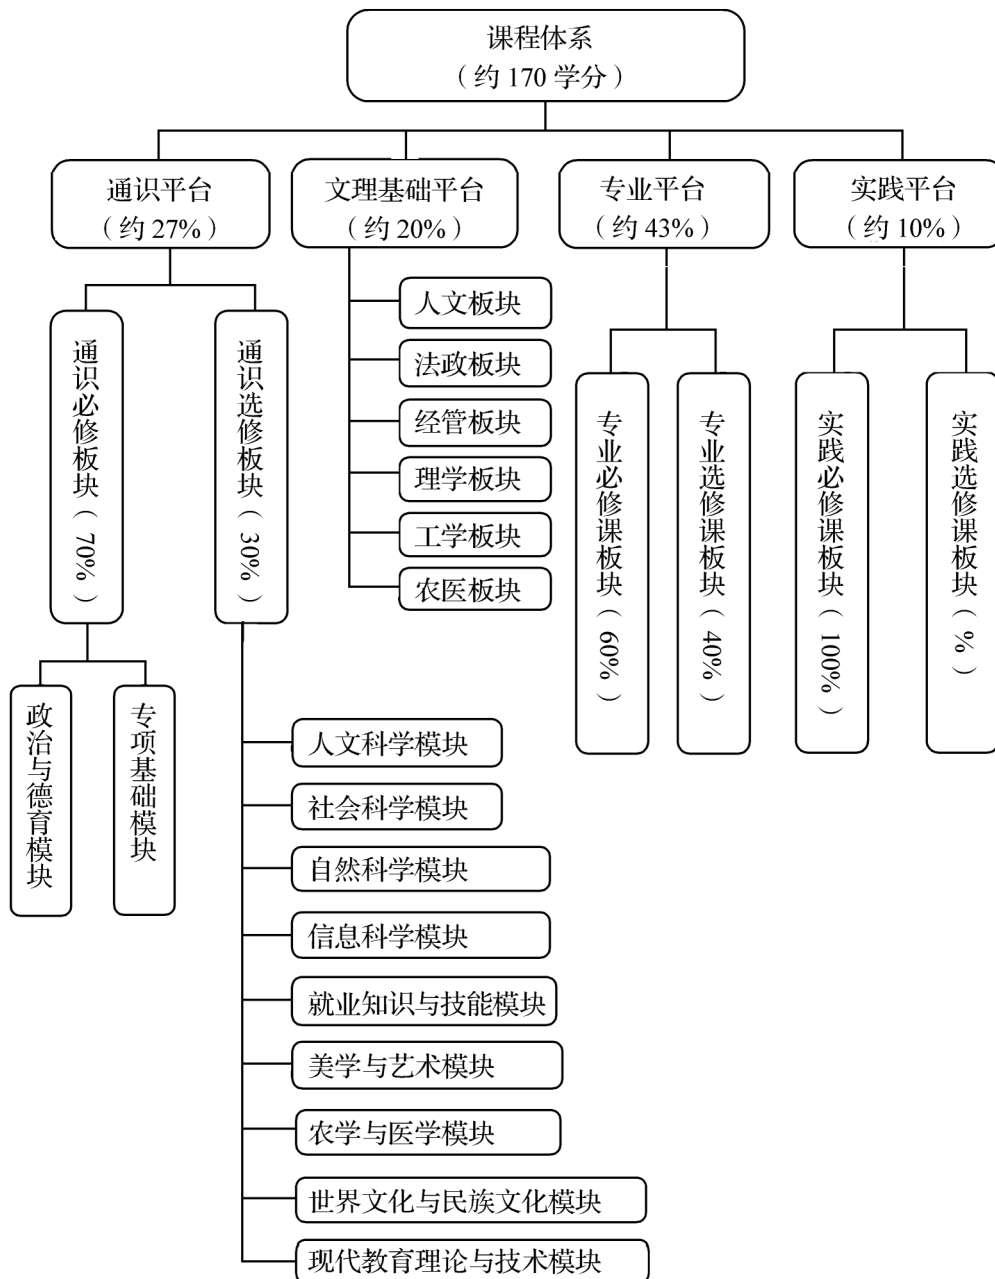 课程体系
（约 170 学分）
通识平台
（约 27%）
文理基础平台
（约 20%）
专业平台
（约 43%）
实践平台
（约 10%）
通识必修板块（70%）
通识选修板块（30%）
人文板块
法政板块
经管板块
理学板块
工学板块
农医板块
专业必修课板块（60%）
专业选修课板块（40%）
实践必修课板块（100%）
实践选修课板块（%）
政治与德育模块
专项基础模块
人文科学模块
社会科学模块
自然科学模块
信息科学模块
就业知识与技能模块
美学与艺术模块
农学与医学模块
世界文化与民族文化模块
现代教育理论与技术模块